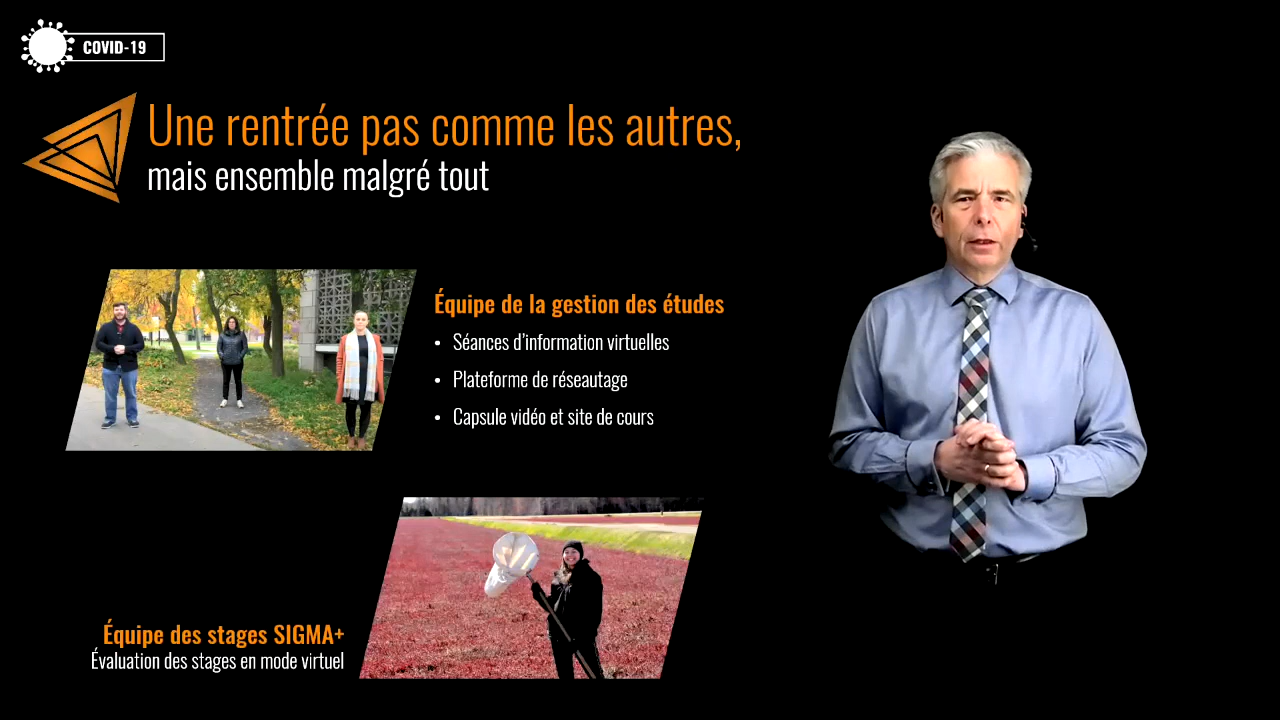 COVID-19
Une rentrée pas comme les autres,
mais ensemble malgré tout
Équipe de la gestion des études
• Séances d'information virtuelles
• Plateforme de réseautage
• Capsule vidéo et site de cours
Équipe des stages SIGMA+
Évaluation des stages en mode virtuel